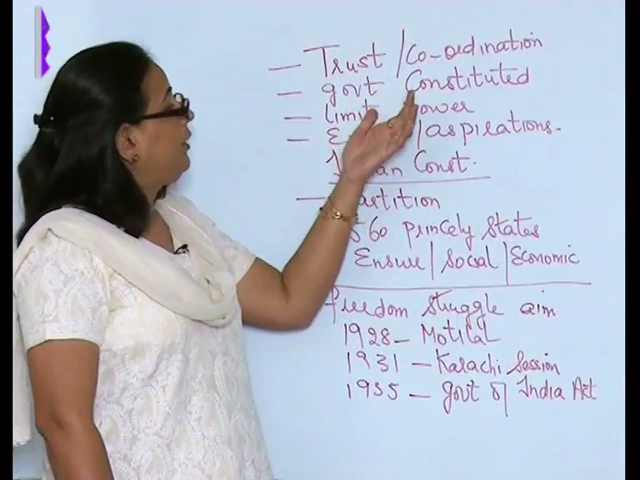 — Trust / Co-ordination
— govt Constituted
— limit Power
— / aspirations.
Const.
— Partition
560 princely States
Ensure | Social | Economic
freedom struggle aim
1928 – Motilal
1931 – Karachi Session
1935 – govt of India Act